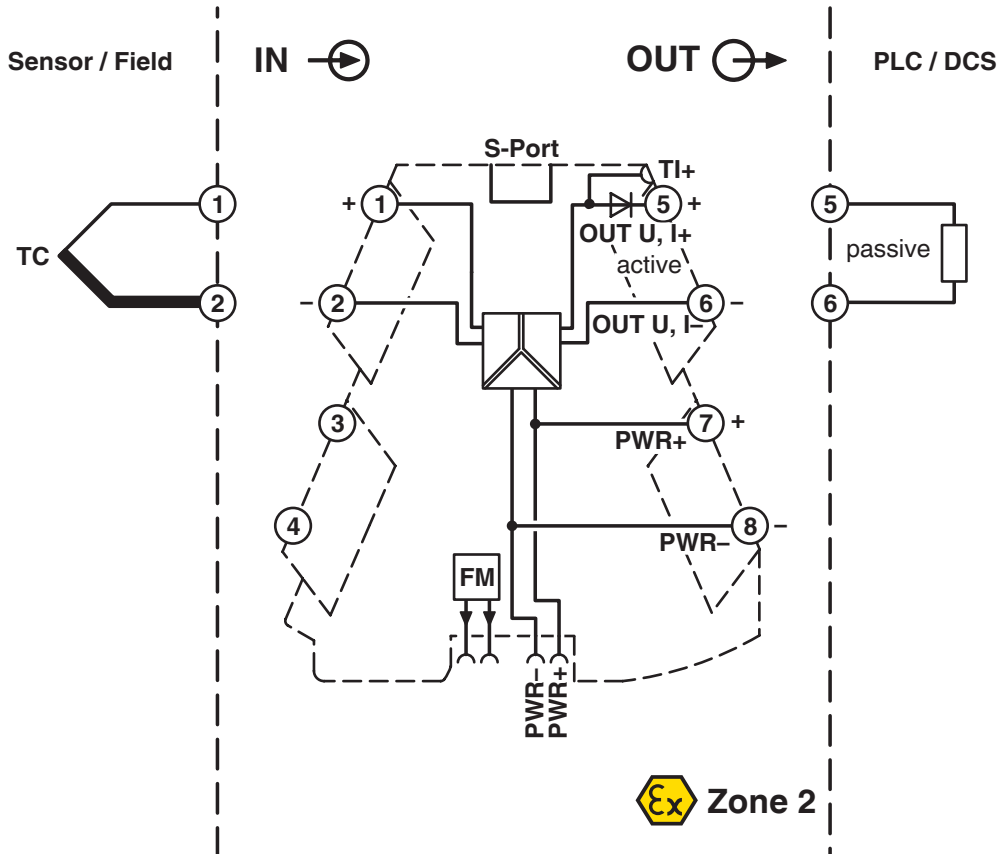 Sensor / Field
IN
OUT
PLC / DCS
S-Port
TI+
1
+ 1
5 +
5
OUT U, I+
TC
active
passive
2
– 2
6 –
6
OUT U, I–
3
7 +
PWR+
4
8 –
PWR–
FM
PWR–
PWR+
Ex Zone 2